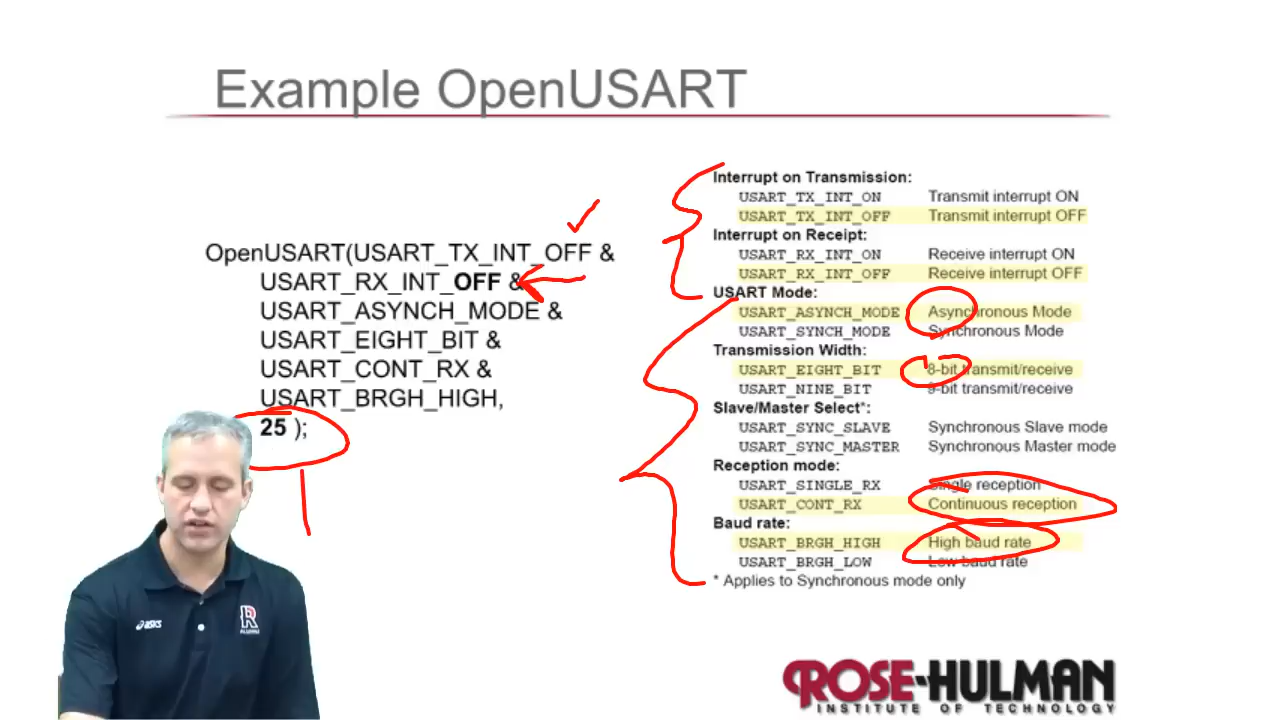 Example OpenUSART
OpenUSART(USART_TX_INT_OFF &
USART_RX_INT_OFF &
USART_ASYNCH_MODE &
USART_EIGHT_BIT &
USART_CONT_RX &
USART_BRGH_HIGH,
25 );
Interrupt on Transmission:
USART_TX_INT_ON Transmit interrupt ON
USART_TX_INT_OFF Transmit interrupt OFF
Interrupt on Receipt:
USART_RX_INT_ON Receive interrupt ON
USART_RX_INT_OFF Receive interrupt OFF
USART Mode:
USART_ASYNCH_MODE Asynchronous Mode
USART_SYNCH_MODE Synchronous Mode
Transmission Width:
USART_EIGHT_BIT 8-bit transmit/receive
USART_NINE_BIT 9-bit transmit/receive
Slave/Master Select*:
USART_SYNC_SLAVE Synchronous Slave mode
USART_SYNC_MASTER Synchronous Master mode
Reception mode:
USART_SINGLE_RX Single reception
USART_CONT_RX Continuous reception
Baud rate:
USART_BRGH_HIGH High baud rate
USART_BRGH_LOW Low baud rate
* Applies to Synchronous mode only
asics
R
ALUMNI
ROSE-HULMAN
INSTITUTE OF TECHNOLOGY